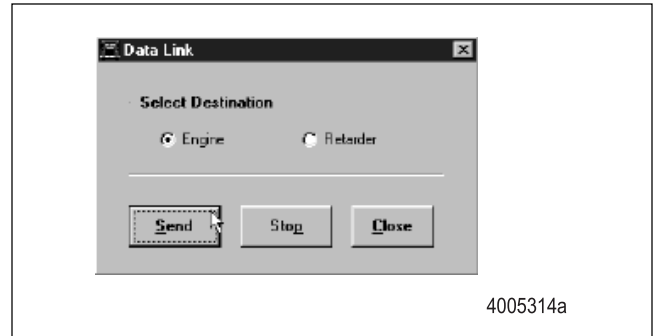 Data Link
Select Destination
Engine Retarder
Send Stop Close
4005314a